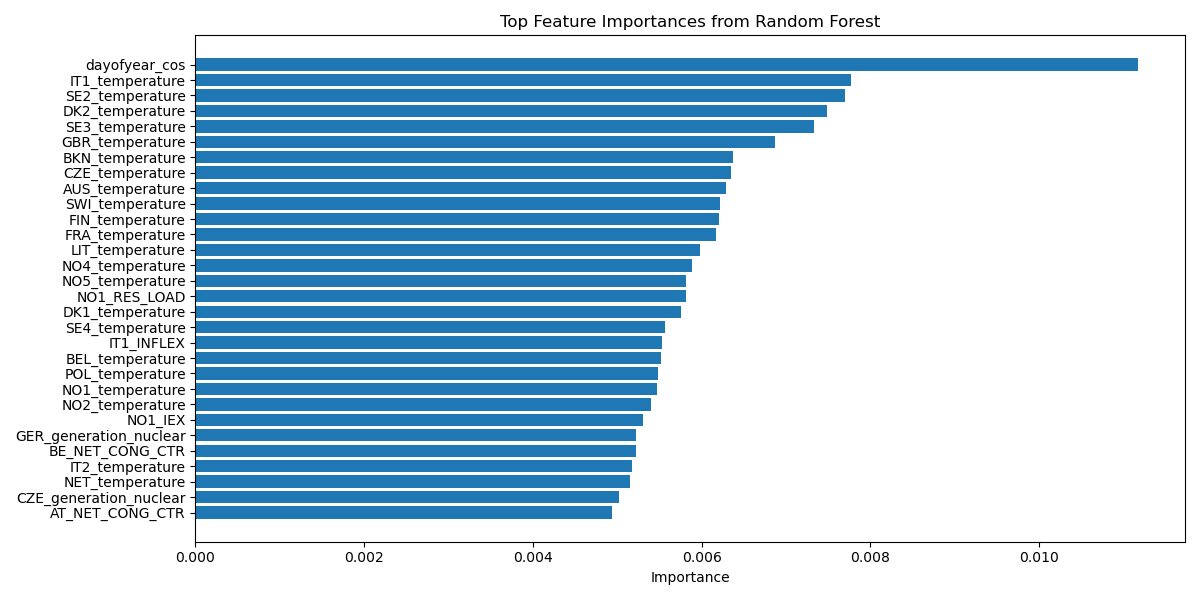 Top Feature Importances from Random Forest
dayofyear_cos
IT1_temperature
SE2_temperature
DK2_temperature
SE3_temperature
GBR_temperature
BKN_temperature
CZE_temperature
AUS_temperature
SWI_temperature
FIN_temperature
FRA_temperature
LIT_temperature
NO4_temperature
NO5_temperature
NO1_RES_LOAD
DK1_temperature
SE4_temperature
IT1_INFLEX
BEL_temperature
POL_temperature
NO1_temperature
NO2_temperature
NO1_IEX
GER_generation_nuclear
BE_NET_CONG_CTR
IT2_temperature
NET_temperature
CZE_generation_nuclear
AT_NET_CONG_CTR
0.000 0.002 0.004 0.006 0.008 0.010
Importance